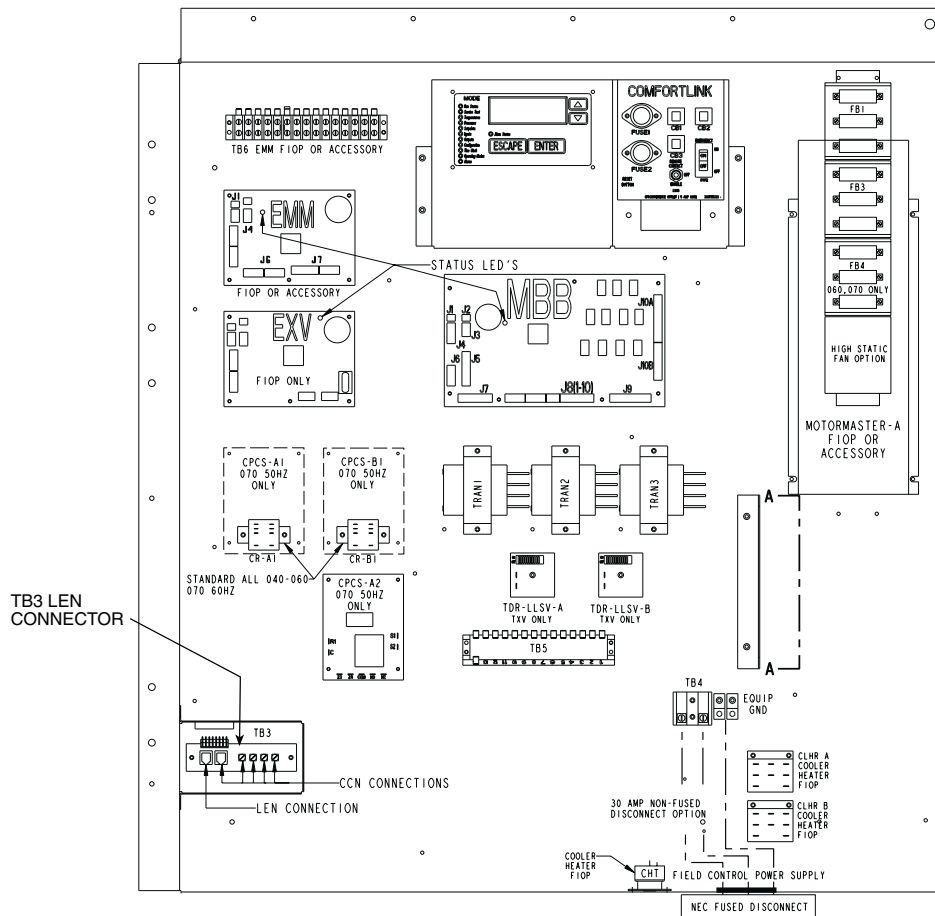 COMFORTLINK
MODE
Alarm Status
ESCAPE
ENTER
FUSE1
CB1
CB2
FUSE2
CB3
EMERGENCY
ON
OFF
OFF
TB6 EMM FIOP OR ACCESSORY
FB1
FB3
FB4
060,070 ONLY
HIGH STATIC
FAN OPTION
MOTORMASTER-A
FIOP OR
ACCESSORY
J1
EMM
J4
J6
J7
FIOP OR ACCESSORY
STATUS LED'S
EXV
FIOP ONLY
MBB
J1
J2
J3
J4
J6
J5
J10A
J10B
J7
J8(1-10)
J9
CPCS-A1
070 50HZ
ONLY
CPCS-B1
070 50HZ
ONLY
CR-A1
CR-B1
STANDARD ALL 040-060
070 60HZ
CPCS-A2
070 50HZ
ONLY
TRAN1
TRAN2
TRAN3
TDR-LLSV-A
TXV ONLY
TDR-LLSV-B
TXV ONLY
TB5
A
A
TB3 LEN
CONNECTOR
TB3
CCN CONNECTIONS
LEN CONNECTION
TB4
EQUIP
GND
30 AMP NON-FUSED
DISCONNECT OPTION
CLHR A
COOLER
HEATER
FIOP
CLHR B
COOLER
HEATER
FIOP
COOLER
HEATER
FIOP
CHT
FIELD CONTROL POWER SUPPLY
NEC FUSED DISCONNECT